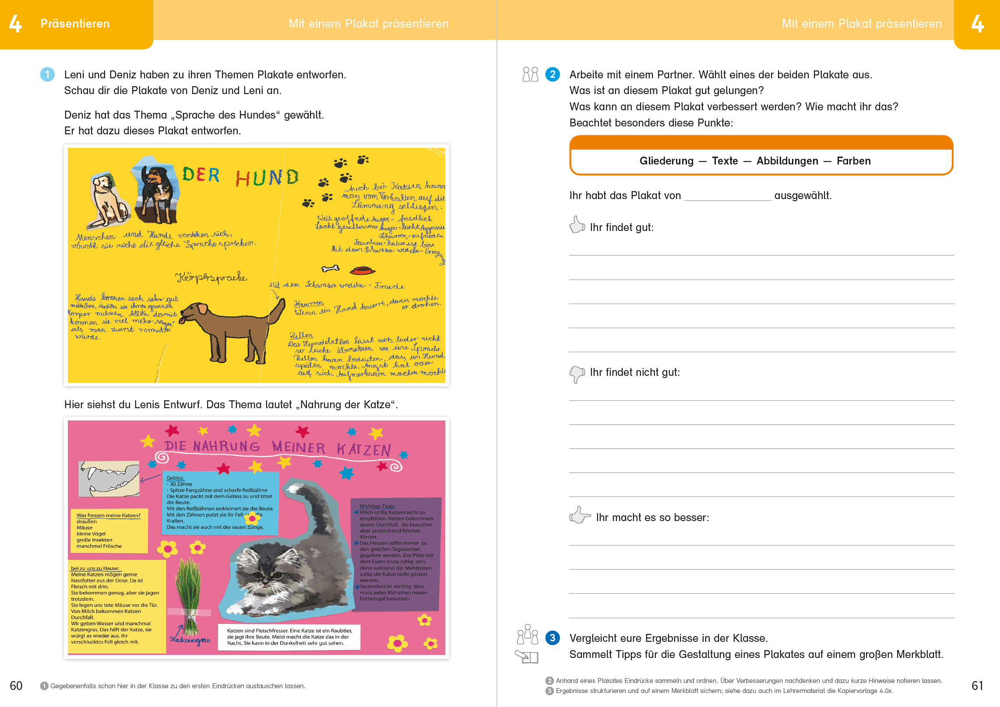 4 Präsentieren
Mit einem Plakat präsentieren
1 Leni und Deniz haben zu ihren Themen Plakate entworfen.
Schau dir die Plakate von Deniz und Leni an.
Deniz hat das Thema „Sprache des Hundes“ gewählt.
Er hat dazu dieses Plakat entworfen.
DER HUND
Menschen und Hunde verstehen sich,
obwohl sie nicht die gleiche Sprache sprechen.
Auch bei Katzen kann
man vom Verhalten auf die
Stimmung schließen:
Weit geöffnete Augen = friedlich
Leicht geschlossene Augen = leicht Aggressiv
Schurren = zufrieden
Fauchen = Katze ist böse
Mit dem Schwanz wedeln = Erregung
Körpersprache
Mit dem Schwanz wedeln = Freude
Hunde können sich sehr gut
mitteilen, indem sie ihren ganzen
Körper nutzen. Allein damit
können sie viel mehr „sagen“
als man zuerst vermuten
würde.
Knurren
Wenn ein Hund knurrt, dann möchte
er drohen.
Bellen
Das Hundebellen lässt sich leider nicht
so leicht übersetzen, wie eine Sprache.
Bellen kann bedeuten, dass ein Hund
spielen möchte, Angst hat oder
auf sich Aufmerksam machen möchte
Hier siehst du Lenis Entwurf. Das Thema lautet „Nahrung der Katze“.
DIE NAHRUNG MEINER KATZEN
Gebiss:
- 30 Zähne
- Spitze Fangzähne und scharfe Reißzähne
Die Katze packt mit dem Gebiss zu und tötet
die Beute.
Mit den Reißzähnen zerkleinert sie die Beute.
Mit den Zähnen putzt sie ihr Fell und die
Krallen.
Das macht sie auch mit der rauen Zunge.
Was fressen meine Katzen?
draußen
Mäuse
kleine Vögel
große Insekten
manchmal Frösche
bei zu uns zu Hause:
Meine Katzen mögen gerne
Nassfutter aus der Dose. Da ist
Fleisch mit drin.
Sie bekommen genug, aber sie jagen
trotzdem.
Sie legen uns tote Mäuse vor die Tür.
Von Milch bekommen Katzen
Durchfall.
Wir geben Wasser und manchmal
Katzengras. Das hilft der Katze, sie
würgt es wieder aus. Ihr
verschlucktes Fell gleich mit.
Katzengras
Wichtige Tipps
Milch ist für Katzen nicht zu
empfehlen. Katzen bekommen
davon Durchfall. Sie brauchen
aber ausreichend frisches
Wasser.
Das Fressen sollte immer zu
den gleichen Tageszeiten
gegeben werden. Der Platz mit
dem Essen muss ruhig sein,
denn während der Mahlzeiten
sollte die Katze nicht gestört
werden.
Sauberkeit ist wichtig. Man
muss jedes Mal einen neuen
Futternapf benutzen.
Katzen sind Fleischfresser. Eine Katze ist ein Raubtier,
sie jagt ihre Beute. Meist macht die Katze das in der
Nacht. Sie kann in der Dunkelheit sehr gut sehen.
60
1 Gegebenenfalls schon hier in der Klasse zu den ersten Eindrücken austauschen lassen.
Mit einem Plakat präsentieren 4
2 Arbeite mit einem Partner. Wählt eines der beiden Plakate aus.
Was ist an diesem Plakat gut gelungen?
Was kann an diesem Plakat verbessert werden? Wie macht ihr das?
Beachtet besonders diese Punkte:
Gliederung — Texte — Abbildungen — Farben
Ihr habt das Plakat von ausgewählt.
Ihr findet gut:
Ihr findet nicht gut:
Ihr macht es so besser:
3 Vergleicht eure Ergebnisse in der Klasse.
Sammelt Tipps für die Gestaltung eines Plakates auf einem großen Merkblatt.
2 Anhand eines Plakates Eindrücke sammeln und ordnen. Über Verbesserungen nachdenken und dazu kurze Hinweise notieren lassen.
3 Ergebnisse strukturieren und auf einem Merkblatt sichern; siehe dazu auch im Lehrermaterial die Kopiervorlage 4.0x.
61